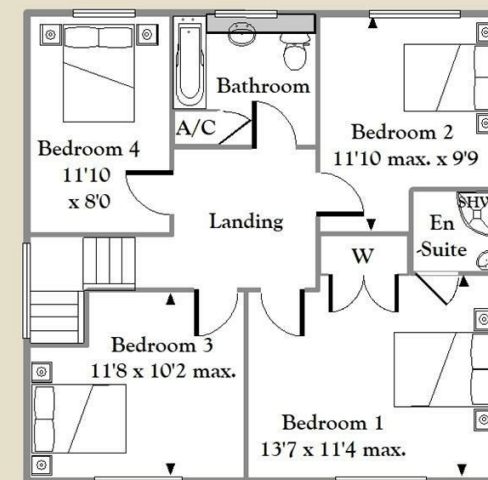 Bathroom
A/C
Bedroom 4
11'10
x 8'0
Bedroom 2
11'10 max. x 9'9
Landing
SHW
En
-Suite
W
Bedroom 3
11'8 x 10'2 max.
Bedroom 1
13'7 x 11'4 max.